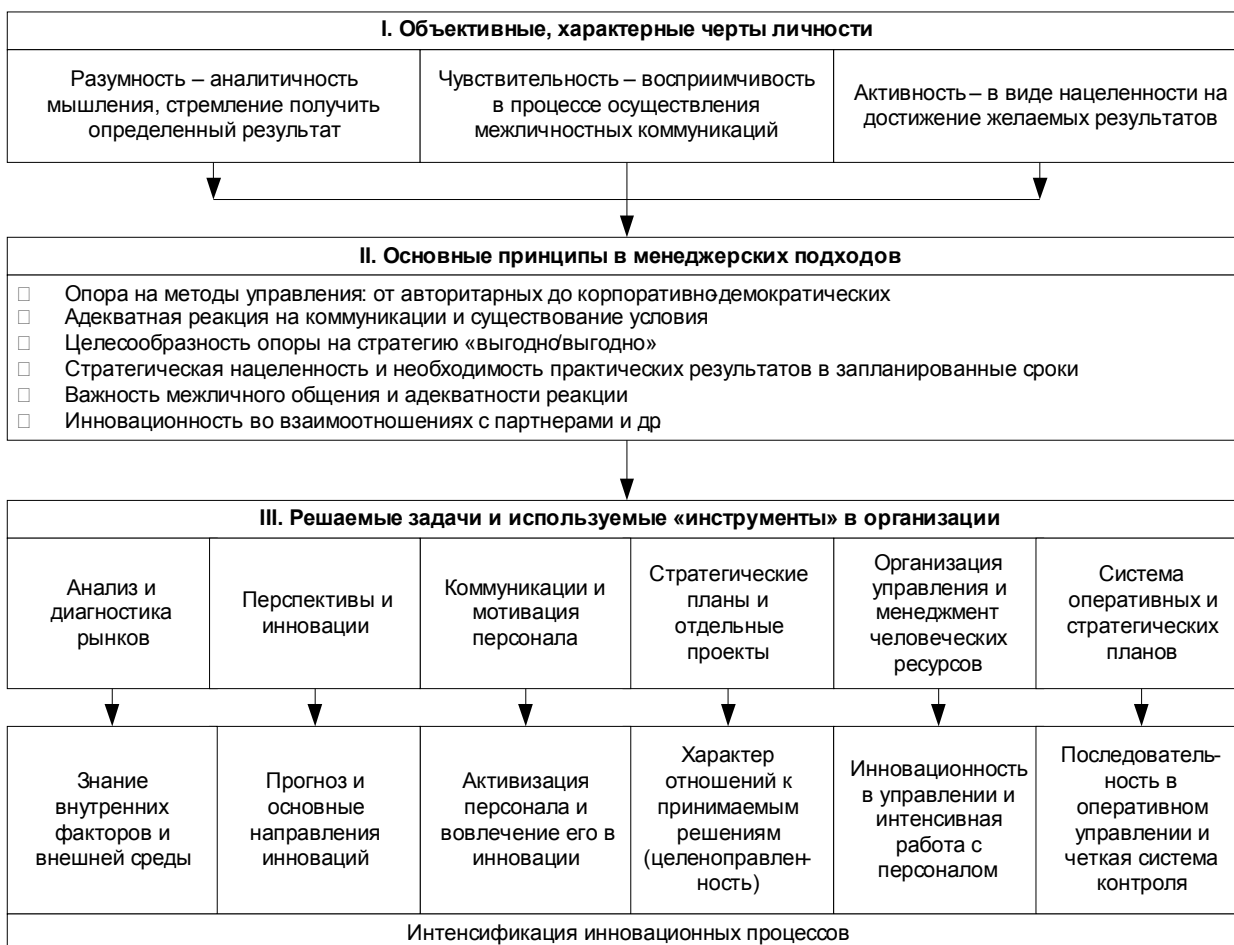 I. Объективные, характерные черты личности
Разумность – аналитичность
мышления, стремление получить
определенный результат
Чувствительность – восприимчивость
в процессе осуществления
межличностных коммуникаций
Активность – в виде нацеленности на
достижение желаемых результатов
II. Основные принципы в менеджерских подходов
Опора на методы управления: от авторитарных до корпоративно-демократических
Адекватная реакция на коммуникации и существование условия
Целесообразность опоры на стратегию «выгодно/выгодно»
Стратегическая нацеленность и необходимость практических результатов в запланированные сроки
Важность межличного общения и адекватности реакции
Инновационность во взаимоотношениях с партнерами и др.
III. Решаемые задачи и используемые «инструменты» в организации
Анализ и
диагностика
рынков
Перспективы и
инновации
Коммуникации и
мотивация
персонала
Стратегические
планы и
отдельные
проекты
Организация
управления и
менеджмент
человеческих
ресурсов
Система
оперативных и
стратегических
планов
Знание
внутренних
факторов и
внешней среды
Прогноз и
основные
направления
инноваций
Активизация
персонала и
вовлечение его в
инновации
Характер
отношений к
принимаемым
решениям
(целеноправлен-
ность)
Инновационность
в управлении и
интенсивная
работа с
персоналом
Последователь-
ность в
оперативном
управлении и
четкая система
контроля
Интенсификация инновационных процессов